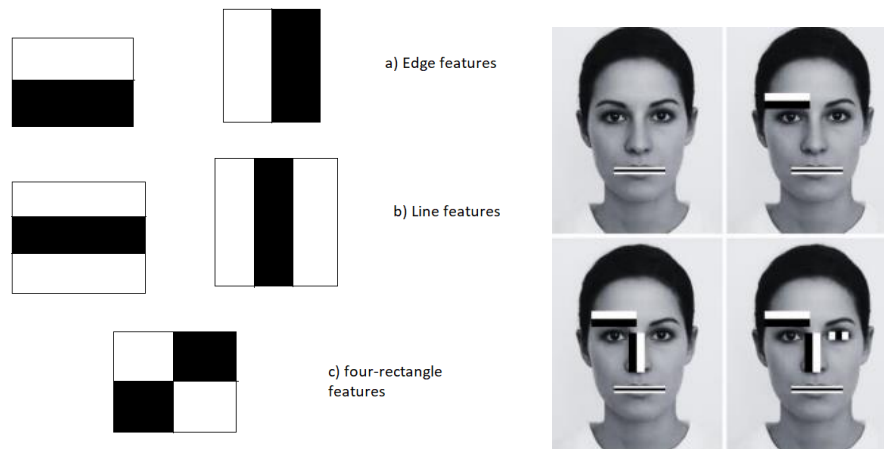 a) Edge features
b) Line features
c) four-rectangle
features